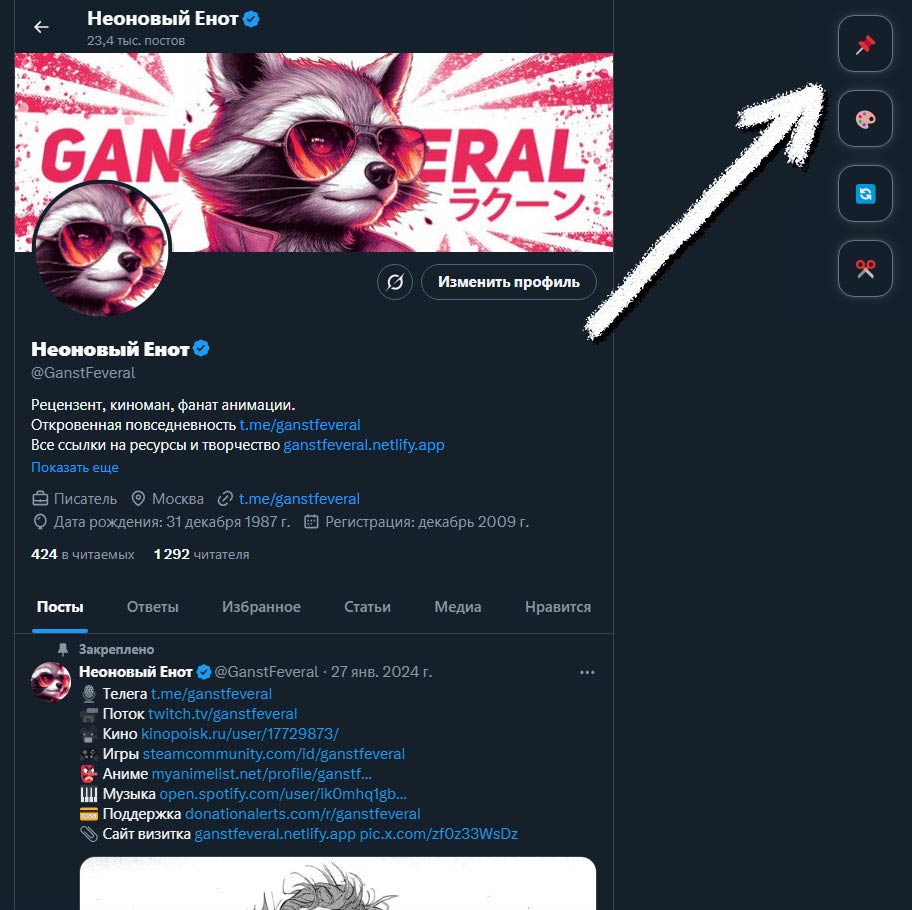 Неоновый Енот
23,4 тыс. постов
GANSTFEVERAL
ラクーン
Изменить профиль
Неоновый Енот
@GanstFeveral
Рецензент, киноман, фанат анимации.
Откровенная повседневность t.me/ganstfeveral
Все ссылки на ресурсы и творчество ganstfeveral.netlify.app
Показать еще
Писатель Москва t.me/ganstfeveral
Дата рождения: 31 декабря 1987 г. Регистрация: декабрь 2009 г.
424 в читаемых 1 292 читателя
Посты Ответы Избранное Статьи Медиа Нравится
Закреплено
Неоновый Енот @GanstFeveral · 27 янв. 2024 г.
Телега t.me/ganstfeveral
Поток twitch.tv/ganstfeveral
Кино kinopoisk.ru/user/17729873/
Игры steamcommunity.com/id/ganstfeveral
Аниме myanimelist.net/profile/ganstf…
Музыка open.spotify.com/user/ik0mhq1gb…
Поддержка donationalerts.com/r/ganstfeveral
Сайт визитка ganstfeveral.netlify.app pic.x.com/zf0z33WsDz